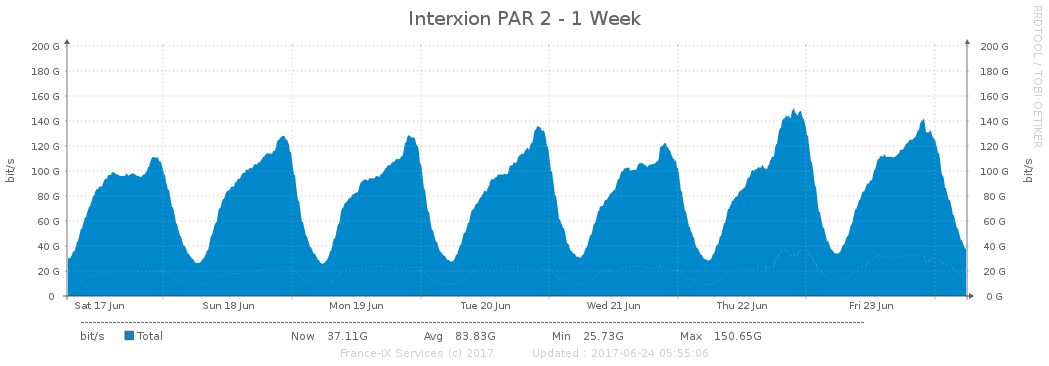 Interxion PAR 2 - 1 Week
RRDTOOL / TOBI OETIKER
200 G 200 G
180 G 180 G
160 G 160 G
140 G 140 G
120 G 120 G
100 G 100 G
80 G 80 G
60 G 60 G
40 G 40 G
20 G 20 G
0 0 G
bit/s bit/s
Sat 17 Jun Sun 18 Jun Mon 19 Jun Tue 20 Jun Wed 21 Jun Thu 22 Jun Fri 23 Jun
bit/s Total Now 37.11G Avg 83.83G Min 25.73G Max 150.65G
France-IX Services (c) 2017 Updated : 2017-06-24 05:55:06